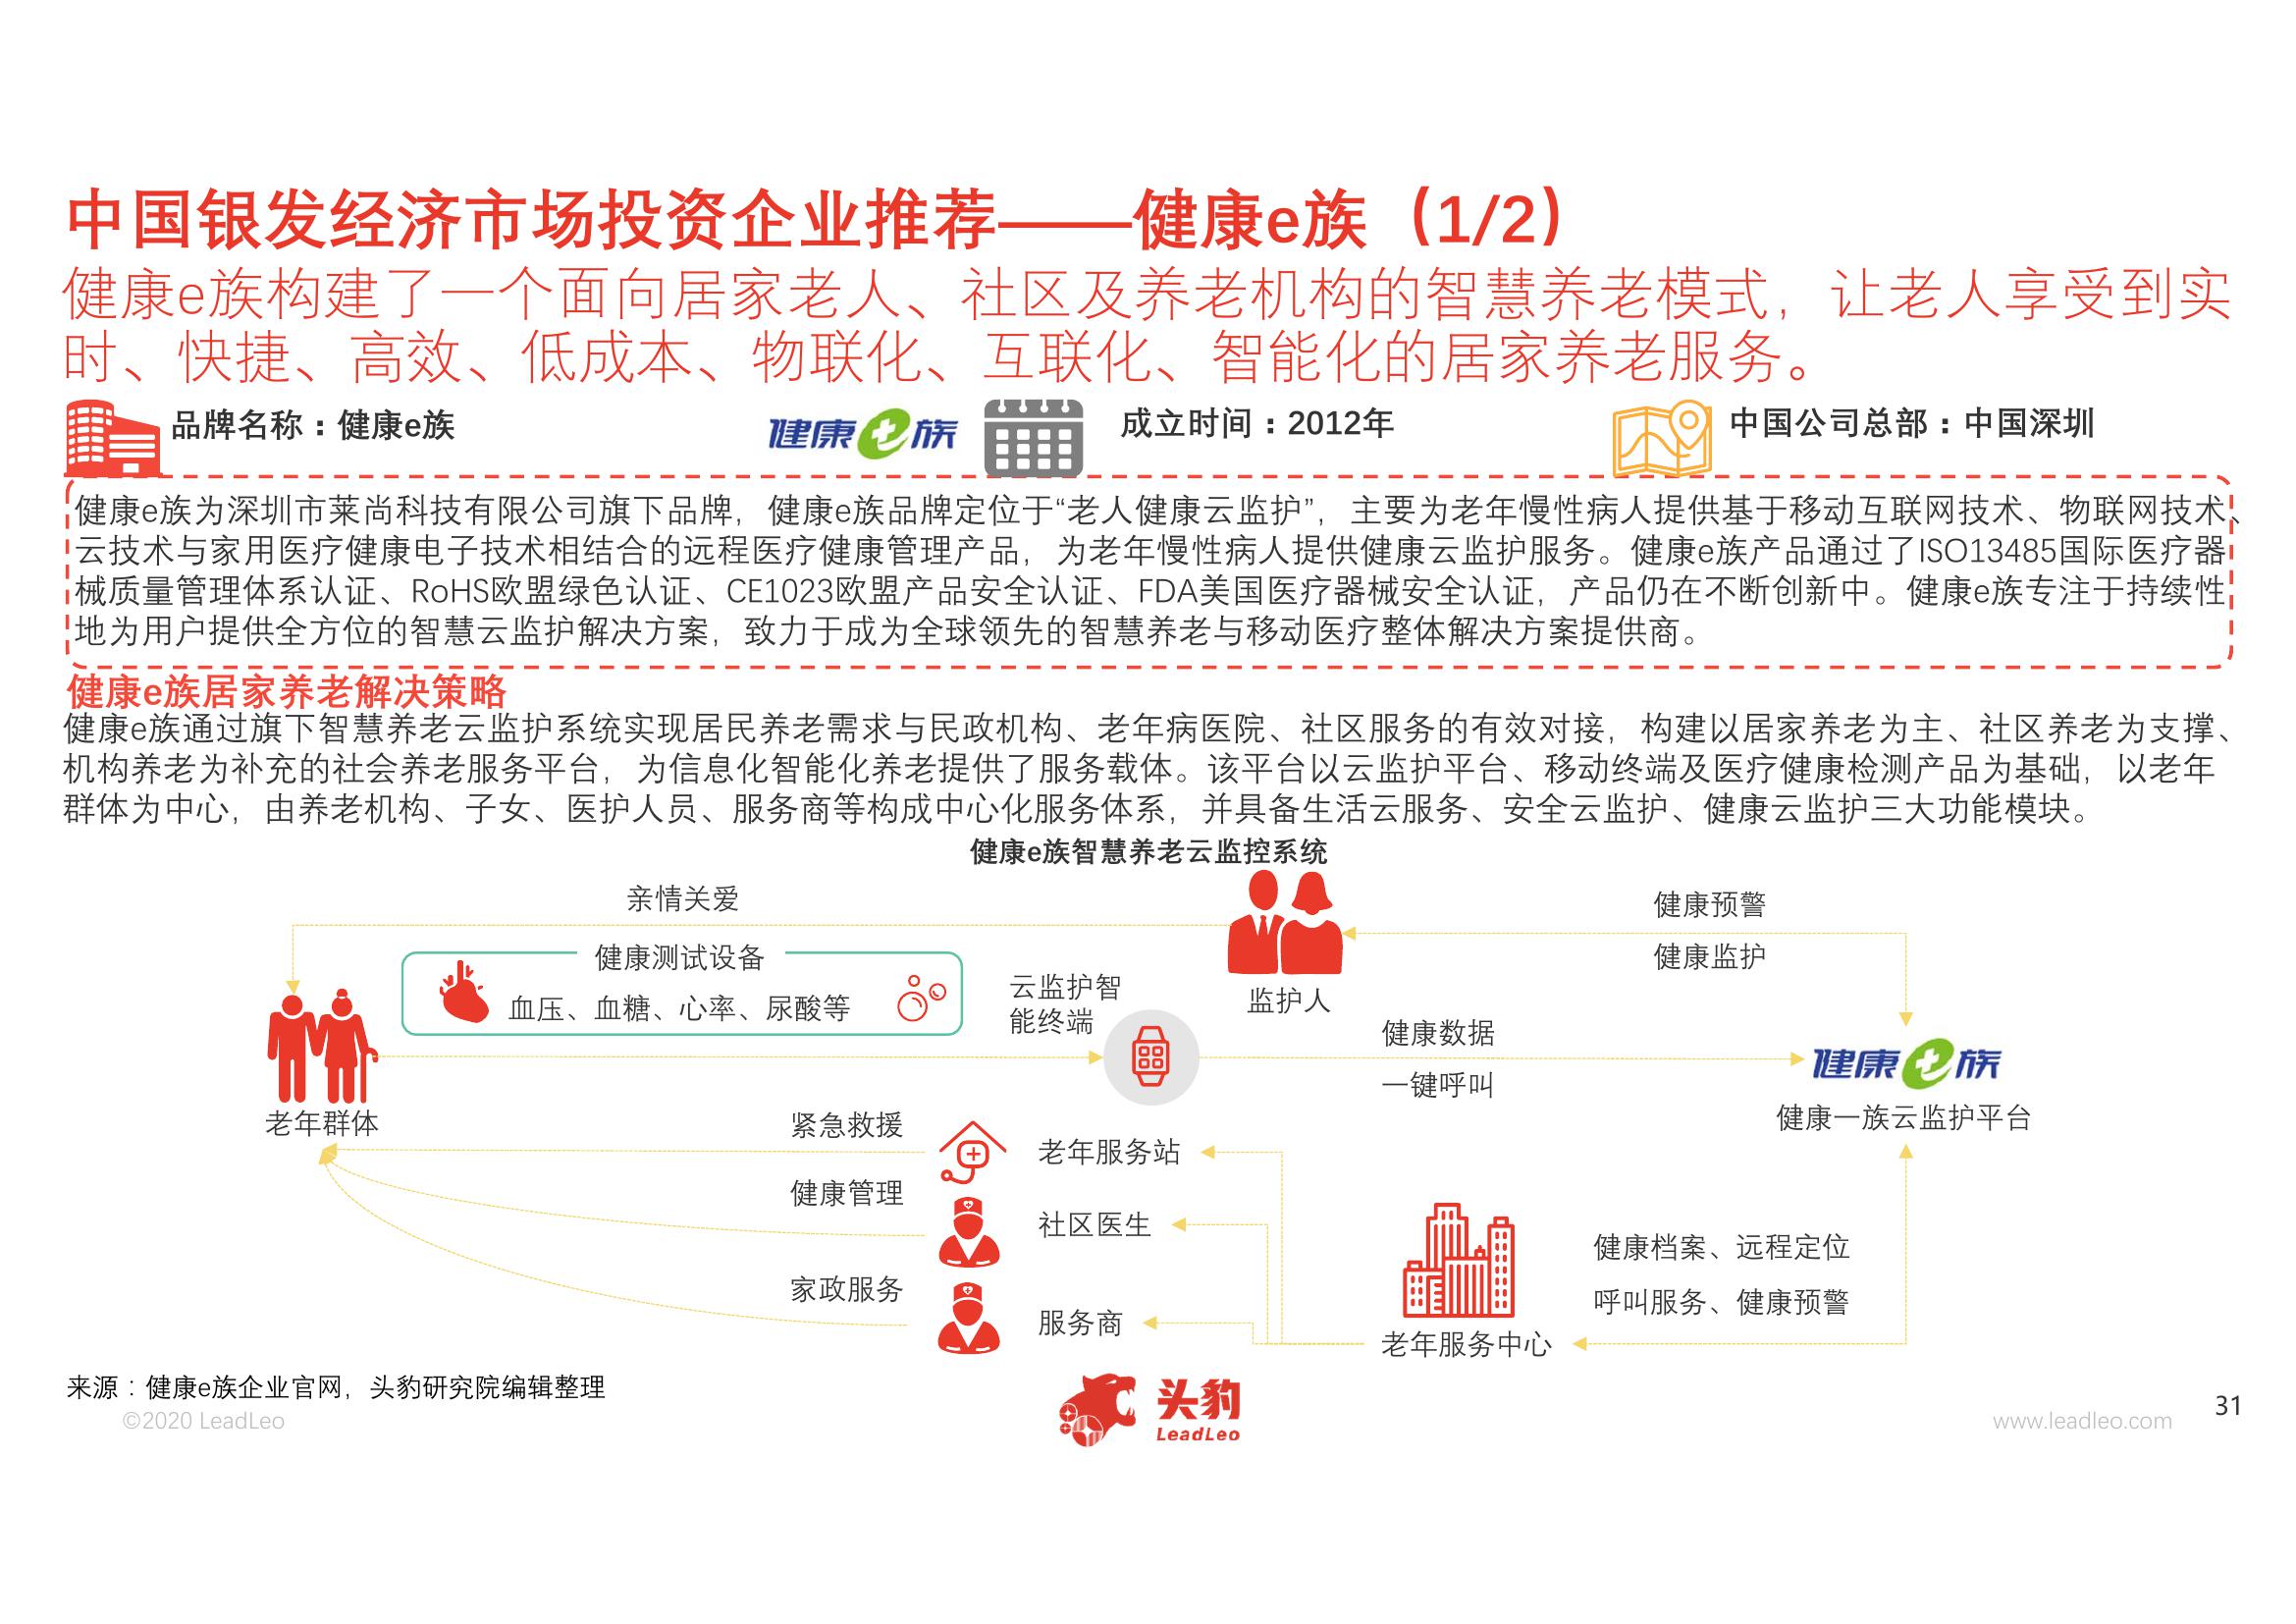 中国银发经济市场投资企业推荐——健康e族（1/2）
健康e族构建了一个面向居家老人、社区及养老机构的智慧养老模式，让老人享受到实
时、快捷、高效、低成本、物联化、互联化、智能化的居家养老服务。
品牌名称：健康e族
健康e族
成立时间：2012年
中国公司总部：中国深圳
健康e族为深圳市莱尚科技有限公司旗下品牌，健康e族品牌定位于“老人健康云监护”，主要为老年慢性病人提供基于移动互联网技术、物联网技术、
云技术与家用医疗健康电子技术相结合的远程医疗健康管理产品，为老年慢性病人提供健康云监护服务。健康e族产品通过了ISO13485国际医疗器
械质量管理体系认证、RoHS欧盟绿色认证、CE1023欧盟产品安全认证、FDA美国医疗器械安全认证，产品仍在不断创新中。健康e族专注于持续性
地为用户提供全方位的智慧云监护解决方案，致力于成为全球领先的智慧养老与移动医疗整体解决方案提供商。
健康e族居家养老解决策略
健康e族通过旗下智慧养老云监护系统实现居民养老需求与民政机构、老年病医院、社区服务的有效对接，构建以居家养老为主、社区养老为支撑、
机构养老为补充的社会养老服务平台，为信息化智能化养老提供了服务载体。该平台以云监护平台、移动终端及医疗健康检测产品为基础，以老年
群体为中心，由养老机构、子女、医护人员、服务商等构成中心化服务体系，并具备生活云服务、安全云监护、健康云监护三大功能模块。
健康e族智慧养老云监控系统
亲情关爱
健康预警
健康监护
健康测试设备
血压、血糖、心率、尿酸等
云监护智
能终端
监护人
健康数据
一键呼叫
健康e族
健康一族云监护平台
老年群体
紧急救援
老年服务站
健康管理
社区医生
家政服务
服务商
健康档案、远程定位
呼叫服务、健康预警
老年服务中心
来源：健康e族企业官网，头豹研究院编辑整理
©2020 LeadLeo
头豹
LeadLeo
www.leadleo.com
31